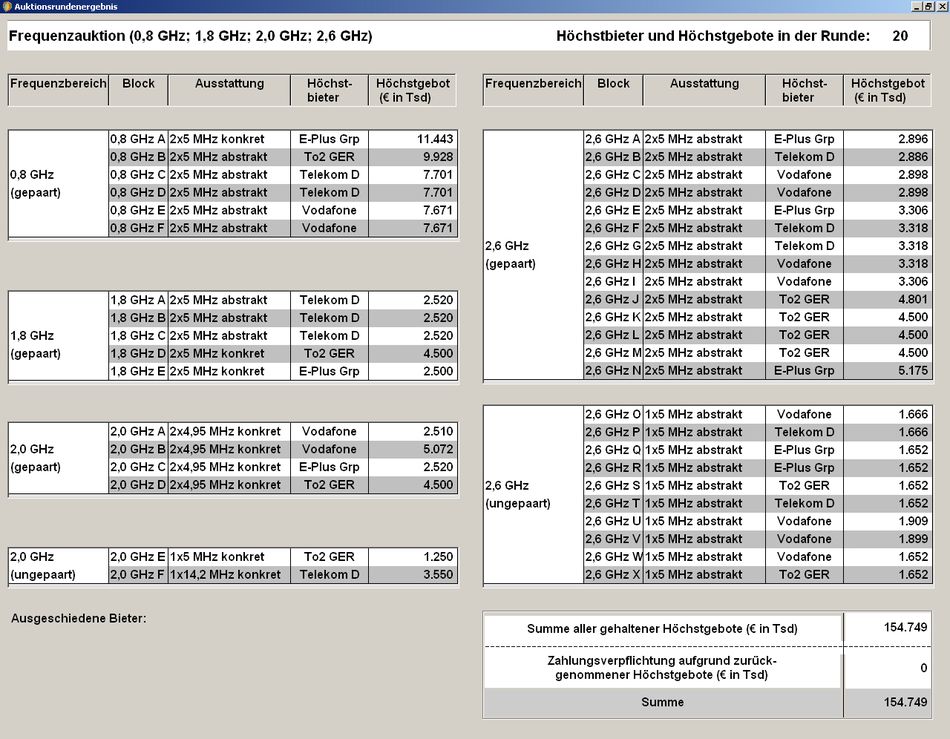 Auktionsrundenergebnis
Frequenzauktion (0,8 GHz; 1,8 GHz; 2,0 GHz; 2,6 GHz) Höchstbieter und Höchstgebote in der Runde: 20
Frequenzbereich Block Ausstattung Höchst-bieter Höchstgebot (€ in Tsd)
0,8 GHz (gepaart)
0,8 GHz A 2x5 MHz konkret E-Plus Grp 11.443
0,8 GHz B 2x5 MHz abstrakt To2 GER 9.928
0,8 GHz C 2x5 MHz abstrakt Telekom D 7.701
0,8 GHz D 2x5 MHz abstrakt Telekom D 7.701
0,8 GHz E 2x5 MHz abstrakt Vodafone 7.671
0,8 GHz F 2x5 MHz abstrakt Vodafone 7.671
1,8 GHz (gepaart)
1,8 GHz A 2x5 MHz abstrakt Telekom D 2.520
1,8 GHz B 2x5 MHz abstrakt Telekom D 2.520
1,8 GHz C 2x5 MHz abstrakt Telekom D 2.520
1,8 GHz D 2x5 MHz konkret To2 GER 4.500
1,8 GHz E 2x5 MHz konkret E-Plus Grp 2.500
2,0 GHz (gepaart)
2,0 GHz A 2x4,95 MHz konkret Vodafone 2.510
2,0 GHz B 2x4,95 MHz konkret Vodafone 5.072
2,0 GHz C 2x4,95 MHz konkret E-Plus Grp 2.520
2,0 GHz D 2x4,95 MHz konkret To2 GER 4.500
2,0 GHz (ungepaart)
2,0 GHz E 1x5 MHz konkret To2 GER 1.250
2,0 GHz F 1x14,2 MHz konkret Telekom D 3.550
Ausgeschiedene Bieter:
Frequenzbereich Block Ausstattung Höchst-bieter Höchstgebot (€ in Tsd)
2,6 GHz (gepaart)
2,6 GHz A 2x5 MHz abstrakt E-Plus Grp 2.896
2,6 GHz B 2x5 MHz abstrakt Telekom D 2.886
2,6 GHz C 2x5 MHz abstrakt Vodafone 2.898
2,6 GHz D 2x5 MHz abstrakt Vodafone 2.898
2,6 GHz E 2x5 MHz abstrakt E-Plus Grp 3.306
2,6 GHz F 2x5 MHz abstrakt Telekom D 3.318
2,6 GHz G 2x5 MHz abstrakt Telekom D 3.318
2,6 GHz H 2x5 MHz abstrakt Vodafone 3.318
2,6 GHz I 2x5 MHz abstrakt Vodafone 3.306
2,6 GHz J 2x5 MHz abstrakt To2 GER 4.801
2,6 GHz K 2x5 MHz abstrakt To2 GER 4.500
2,6 GHz L 2x5 MHz abstrakt To2 GER 4.500
2,6 GHz M 2x5 MHz abstrakt To2 GER 4.500
2,6 GHz N 2x5 MHz abstrakt E-Plus Grp 5.175
2,6 GHz (ungepaart)
2,6 GHz O 1x5 MHz abstrakt Vodafone 1.666
2,6 GHz P 1x5 MHz abstrakt Telekom D 1.666
2,6 GHz Q 1x5 MHz abstrakt E-Plus Grp 1.652
2,6 GHz R 1x5 MHz abstrakt E-Plus Grp 1.652
2,6 GHz S 1x5 MHz abstrakt To2 GER 1.652
2,6 GHz T 1x5 MHz abstrakt Telekom D 1.652
2,6 GHz U 1x5 MHz abstrakt Vodafone 1.909
2,6 GHz V 1x5 MHz abstrakt Vodafone 1.899
2,6 GHz W 1x5 MHz abstrakt Vodafone 1.652
2,6 GHz X 1x5 MHz abstrakt To2 GER 1.652
Summe aller gehaltener Höchstgebote (€ in Tsd) 154.749
Zahlungsverpflichtung aufgrund zurück-
genommener Höchstgebote (€ in Tsd) 0
Summe 154.749